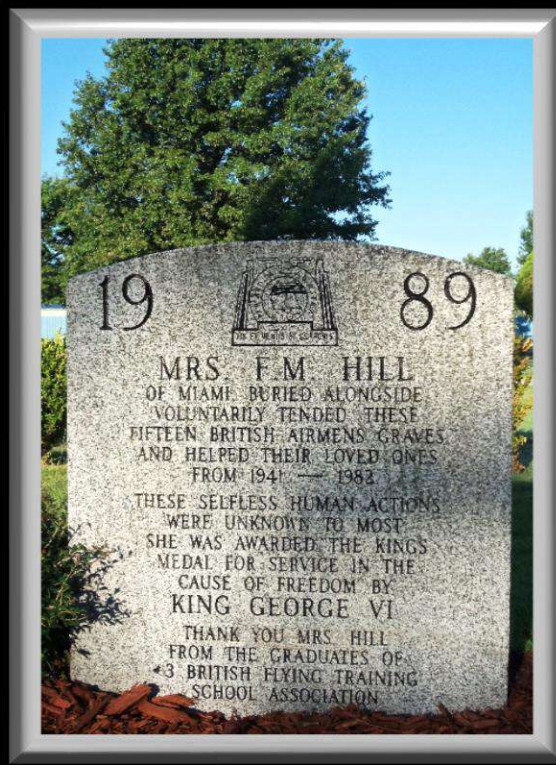 19 89
MRS F.M. HILL
OF MIAMI BURIED ALONGSIDE
VOLUNTARILY TENDED THESE
FIFTEEN BRITISH AIRMENS GRAVES
AND HELPED THEIR LOVED ONES
FROM 1941 — 1982
THESE SELFLESS HUMAN ACTIONS
WERE UNKNOWN TO MOST
SHE WAS AWARDED THE KINGS
MEDAL FOR SERVICE IN THE
CAUSE OF FREEDOM BY
KING GEORGE VI
THANK YOU MRS. HILL
FROM THE GRADUATES OF
3 BRITISH FLYING TRAINING
SCHOOL ASSOCIATION